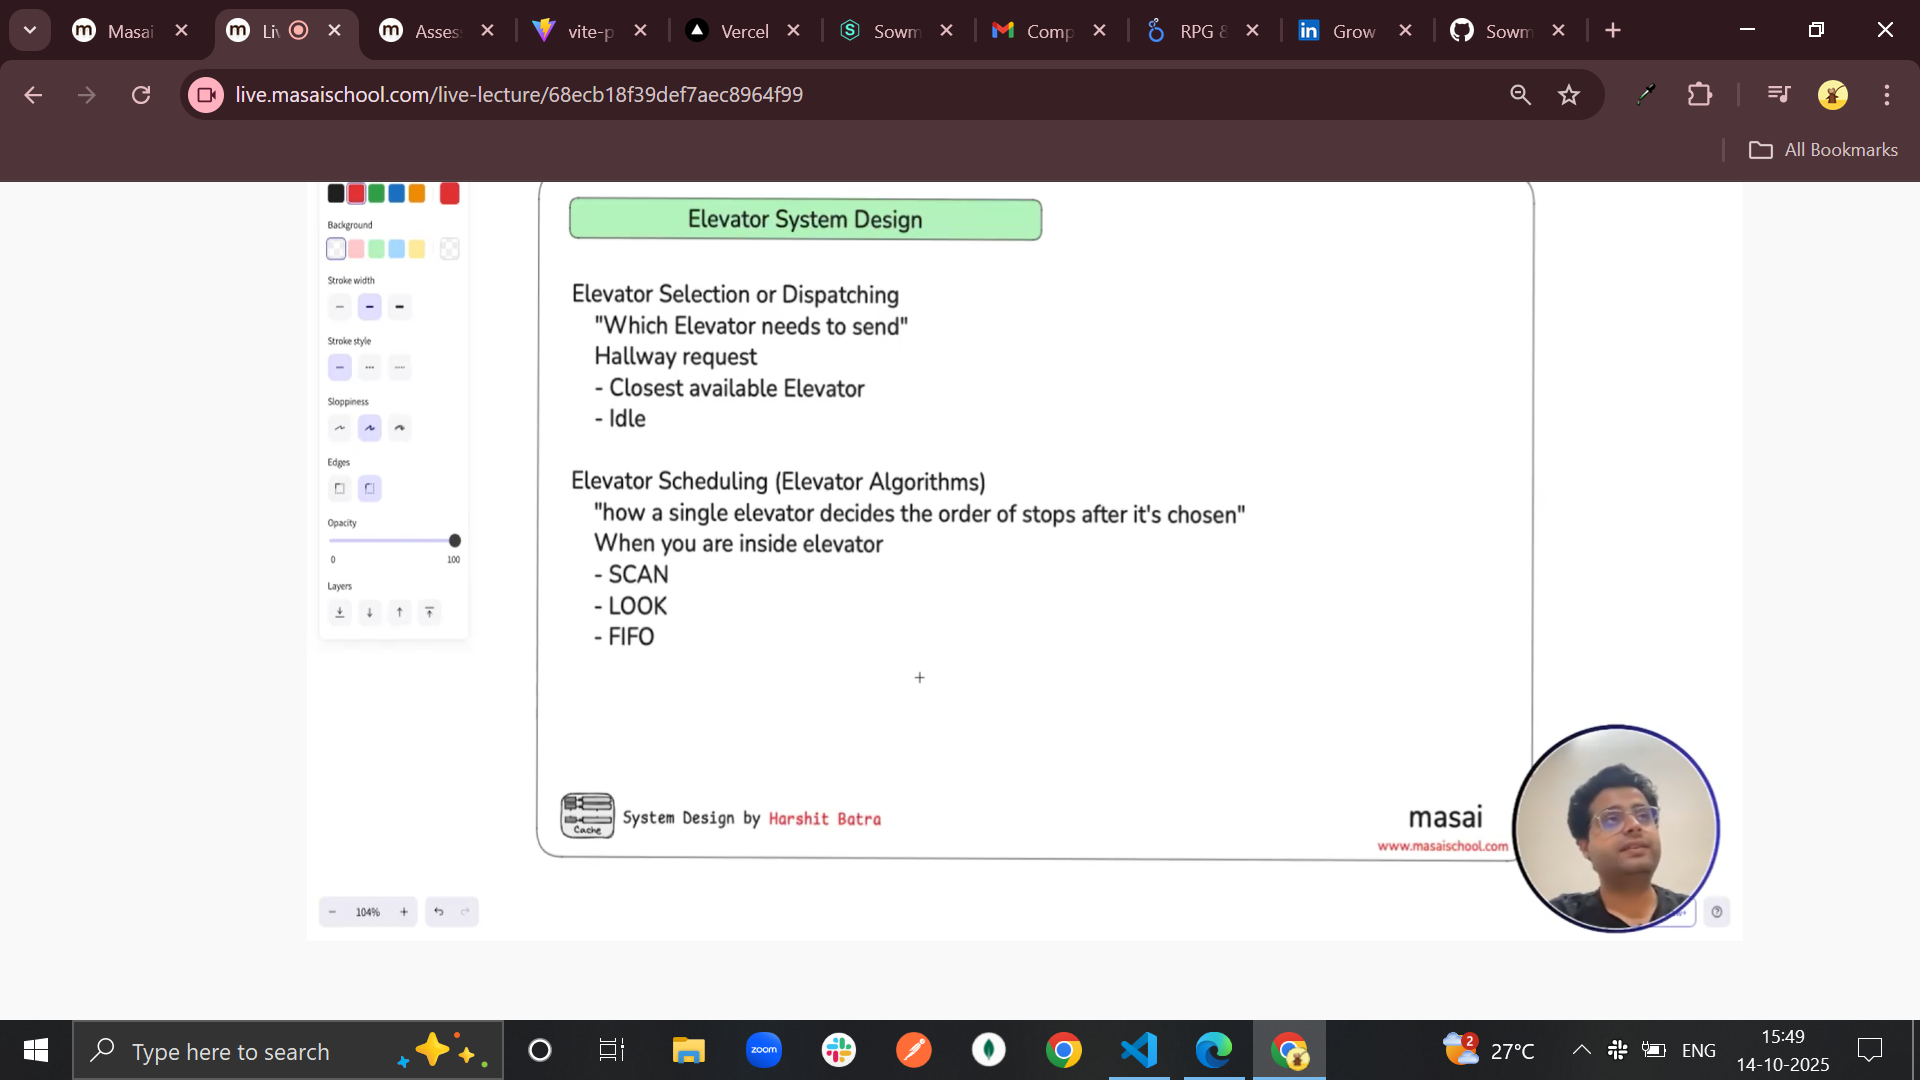 Masai
Li
Asses
vite-p
Vercel
Sowm
Comp
RPG &
Grow
Sowm
live.masaischool.com/live-lecture/68ecb18f39def7aec8964f99
All Bookmarks
Background
Stroke width
Stroke style
Sloppiness
Edges
Opacity
0 100
Layers
Elevator System Design
Elevator Selection or Dispatching
"Which Elevator needs to send"
Hallway request
- Closest available Elevator
- Idle
Elevator Scheduling (Elevator Algorithms)
"how a single elevator decides the order of stops after it's chosen"
When you are inside elevator
- SCAN
- LOOK
- FIFO
Cache
System Design by Harshit Batra
masai
www.masaischool.com
104%
Type here to search
zoom
2
27°C
ENG
15:49
14-10-2025